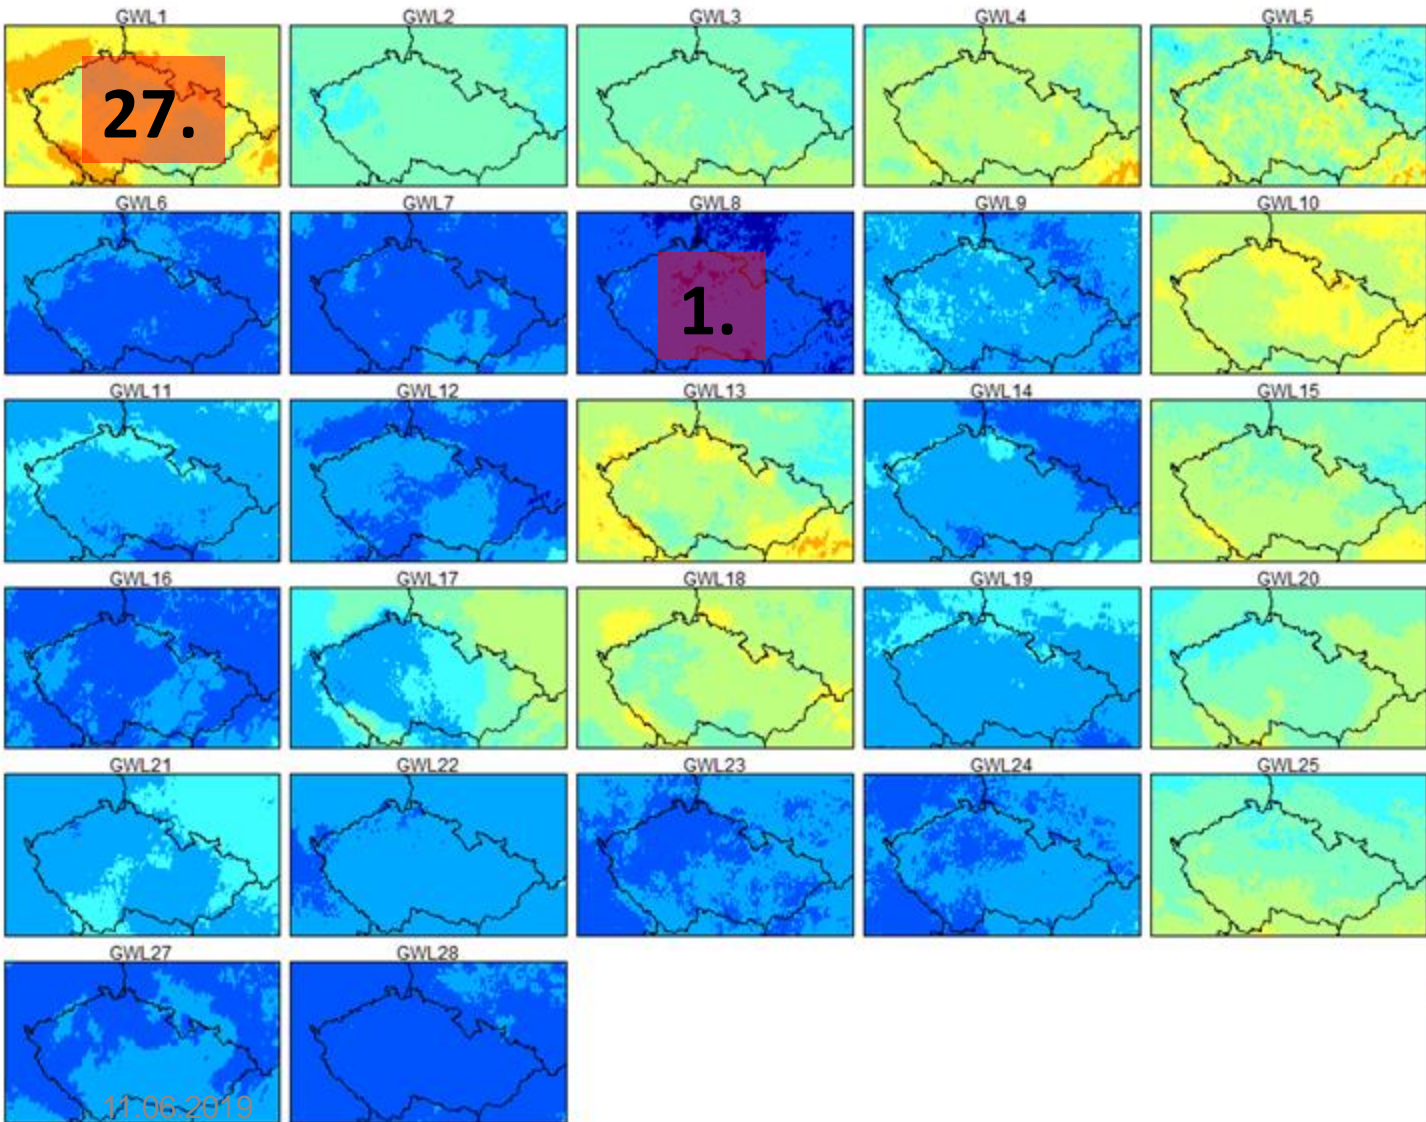 GWL1 GWL2 GWL3 GWL4 GWL5
27.
GWL6 GWL7 GWL8 GWL9 GWL10
1.
GWL11 GWL12 GWL13 GWL14 GWL15
GWL16 GWL17 GWL18 GWL19 GWL20
GWL21 GWL22 GWL23 GWL24 GWL25
GWL27 GWL28
11.06.2019